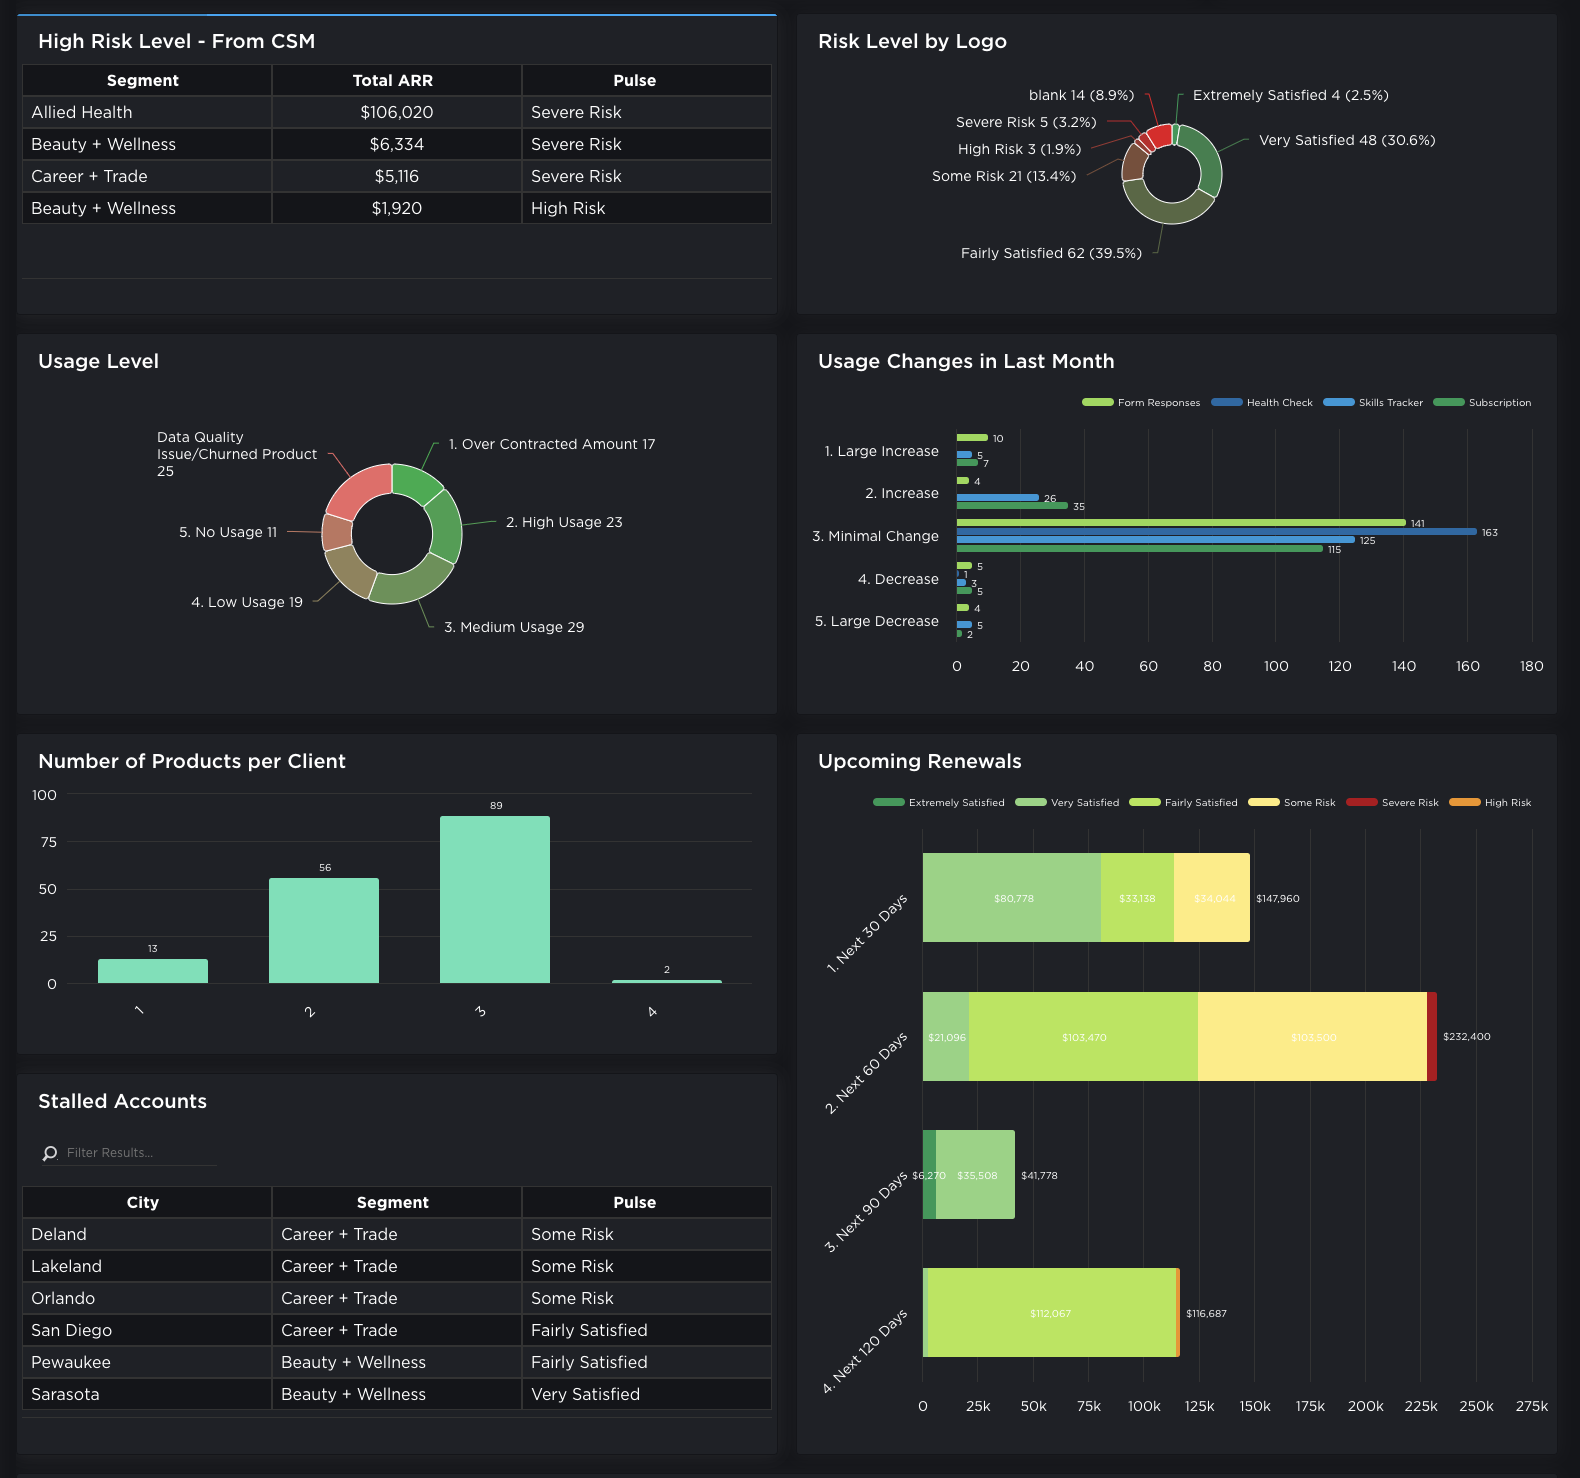 High Risk Level - From CSM
Segment Total ARR Pulse
Allied Health $106,020 Severe Risk
Beauty + Wellness $6,334 Severe Risk
Career + Trade $5,116 Severe Risk
Beauty + Wellness $1,920 High Risk
Risk Level by Logo
blank 14 (8.9%) Extremely Satisfied 4 (2.5%)
Severe Risk 5 (3.2%)
Very Satisfied 48 (30.6%)
High Risk 3 (1.9%)
Some Risk 21 (13.4%)
Fairly Satisfied 62 (39.5%)
Usage Level
Data Quality
Issue/Churned Product
25
1. Over Contracted Amount 17
2. High Usage 23
5. No Usage 11
4. Low Usage 19
3. Medium Usage 29
Usage Changes in Last Month
Form Responses Health Check Skills Tracker Subscription
1. Large Increase
10
5
7
2. Increase
4
26
35
3. Minimal Change
141
163
125
115
4. Decrease
5
1
3
5
5. Large Decrease
4
5
2
0 20 40 60 80 100 120 140 160 180
Number of Products per Client
100
75
50
25
0
13
56
89
2
1 2 3 4
Upcoming Renewals
Extremely Satisfied Very Satisfied Fairly Satisfied Some Risk Severe Risk High Risk
1. Next 30 Days
$80,778 $33,138 $34,044 $147,960
2. Next 60 Days
$21,096 $103,470 $103,500 $232,400
3. Next 90 Days
$6,270 $35,508 $41,778
4. Next 120 Days
$112,067 $116,687
0 25k 50k 75k 100k 125k 150k 175k 200k 225k 250k 275k
Stalled Accounts
Filter Results...
City Segment Pulse
Deland Career + Trade Some Risk
Lakeland Career + Trade Some Risk
Orlando Career + Trade Some Risk
San Diego Career + Trade Fairly Satisfied
Pewaukee Beauty + Wellness Fairly Satisfied
Sarasota Beauty + Wellness Very Satisfied